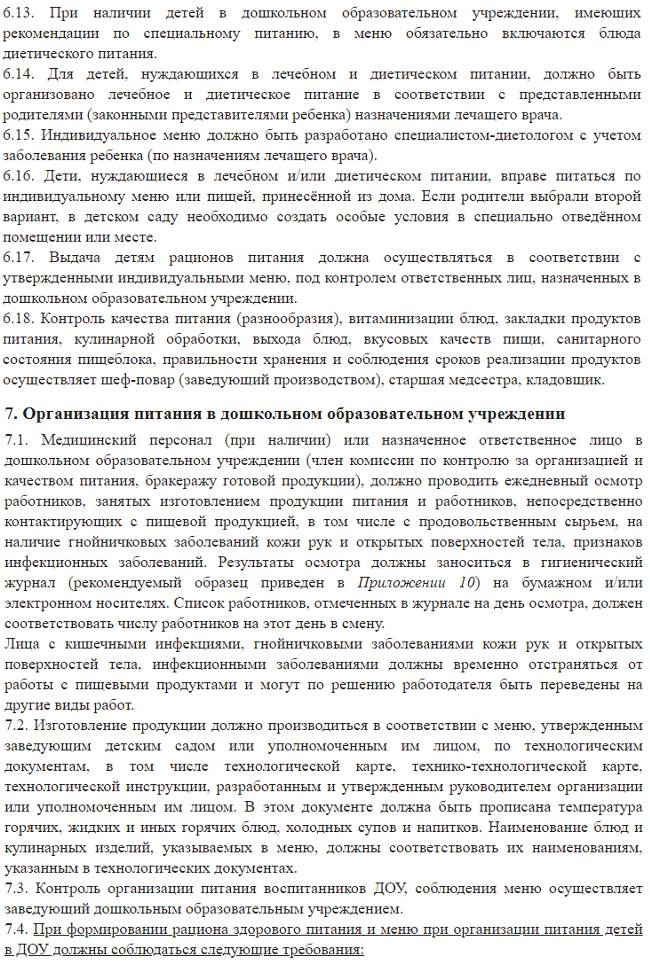 6.13. При наличии детей в дошкольном образовательном учреждении, имеющих
рекомендации по специальному питанию, в меню обязательно включаются блюда
диетического питания.
6.14. Для детей, нуждающихся в лечебном и диетическом питании, должно быть
организовано лечебное и диетическое питание в соответствии с представленными
родителями (законными представителями ребенка) назначениями лечащего врача.
6.15. Индивидуальное меню должно быть разработано специалистом-диетологом с учетом
заболевания ребенка (по назначениям лечащего врача).
6.16. Дети, нуждающиеся в лечебном и/или диетическом питании, вправе питаться по
индивидуальному меню или пищей, принесённой из дома. Если родители выбрали второй
вариант, в детском саду необходимо создать особые условия в специально отведённом
помещении или месте.
6.17. Выдача детям рационов питания должна осуществляться в соответствии с
утвержденными индивидуальными меню, под контролем ответственных лиц, назначенных в
дошкольном образовательном учреждении.
6.18. Контроль качества питания (разнообразия), витаминизации блюд, закладки продуктов
питания, кулинарной обработки, выхода блюд, вкусовых качеств пищи, санитарного
состояния пищеблока, правильности хранения и соблюдения сроков реализации продуктов
осуществляет шеф-повар (заведующий производством), старшая медсестра, кладовщик.
7. Организация питания в дошкольном образовательном учреждении
7.1. Медицинский персонал (при наличии) или назначенное ответственное лицо в
дошкольном образовательном учреждении (член комиссии по контролю за организацией и
качеством питания, бракеражу готовой продукции), должно проводить ежедневный осмотр
работников, занятых изготовлением продукции питания и работников, непосредственно
контактирующих с пищевой продукцией, в том числе с продовольственным сырьем, на
наличие гнойничковых заболеваний кожи рук и открытых поверхностей тела, признаков
инфекционных заболеваний. Результаты осмотра должны заноситься в гигиенический
журнал (рекомендуемый образец приведен в Приложении 10) на бумажном и/или
электронном носителях. Список работников, отмеченных в журнале на день осмотра, должен
соответствовать числу работников на этот день в смену.
Лица с кишечными инфекциями, гнойничковыми заболеваниями кожи рук и открытых
поверхностей тела, инфекционными заболеваниями должны временно отстраняться от
работы с пищевыми продуктами и могут по решению работодателя быть переведены на
другие виды работ.
7.2. Изготовление продукции должно производиться в соответствии с меню, утвержденным
заведующим детским садом или уполномоченным им лицом, по технологическим
документам, в том числе технологической карте, технико-технологической карте,
технологической инструкции, разработанным и утвержденным руководителем организации
или уполномоченным им лицом. В этом документе должна быть прописана температура
горячих, жидких и иных горячих блюд, холодных супов и напитков. Наименование блюд и
кулинарных изделий, указываемых в меню, должны соответствовать их наименованиям,
указанным в технологических документах.
7.3. Контроль организации питания воспитанников ДОУ, соблюдения меню осуществляет
заведующий дошкольным образовательным учреждением.
7.4. При формировании рациона здорового питания и меню при организации питания детей
в ДОУ должны соблюдаться следующие требования: